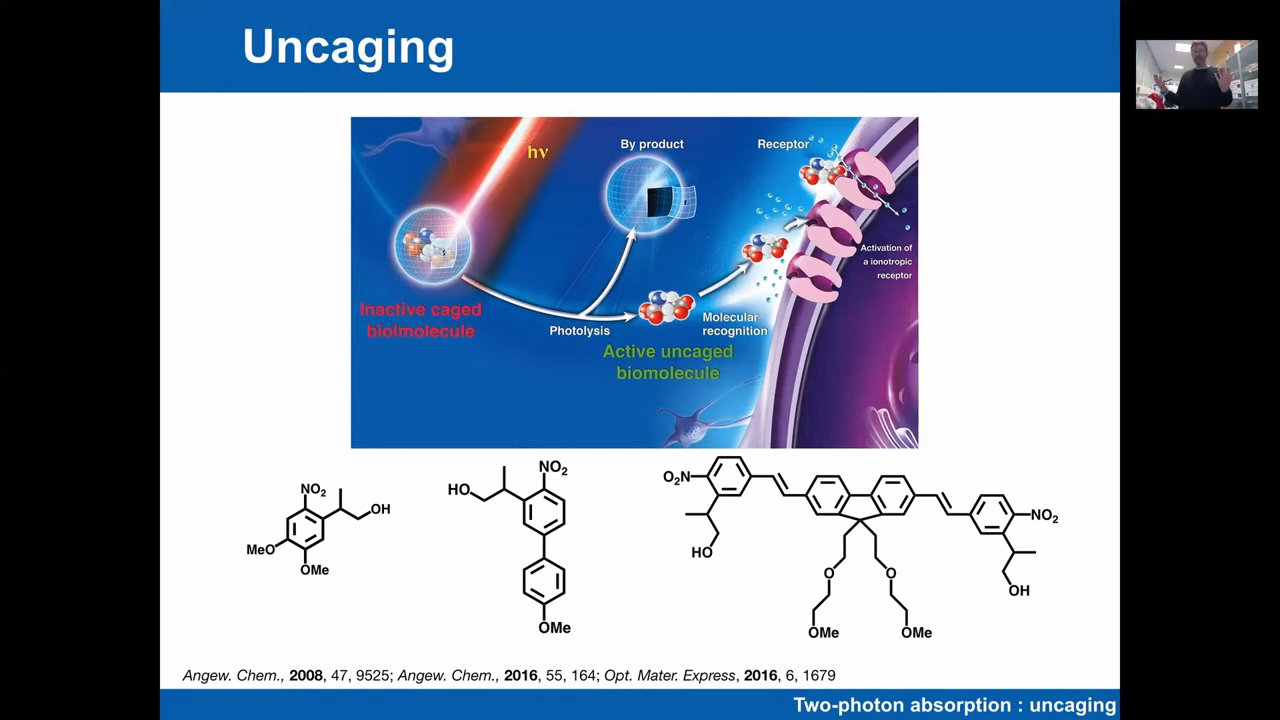 Uncaging
hν
By product
Receptor
Activation of
a ionotropic
receptor
Inactive caged
biolmolecule
Photolysis
Molecular
recognition
Active uncaged
biomolecule
NO2
OH
MeO
OMe
HO
NO2
OMe
O2N
HO
O
O
OMe
OMe
NO2
OH
Angew. Chem., 2008, 47, 9525; Angew. Chem., 2016, 55, 164; Opt. Mater. Express, 2016, 6, 1679
Two-photon absorption : uncaging